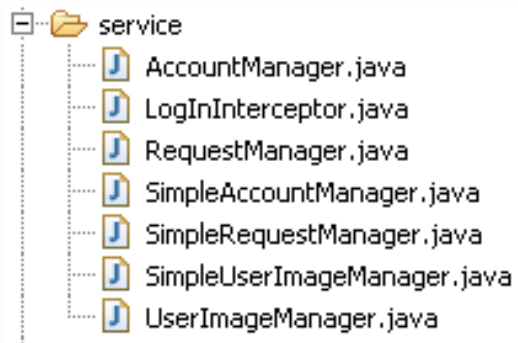 service
AccountManager.java
LogInInterceptor.java
RequestManager.java
SimpleAccountManager.java
SimpleRequestManager.java
SimpleUserImageManager.java
UserImageManager.java